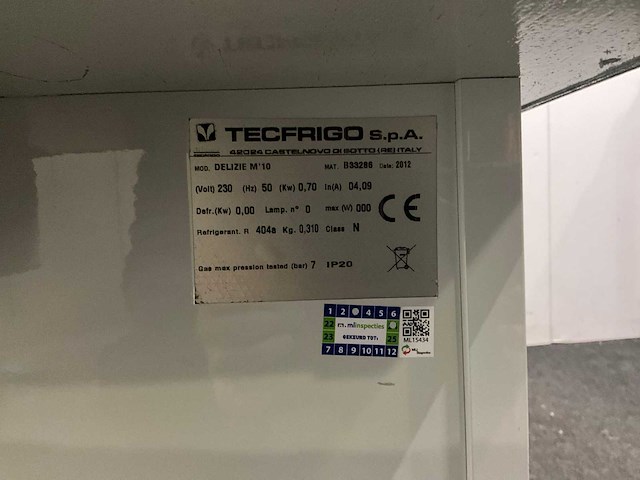 TECFRIGO S.p.A.
42024 CASTELNOVO DI SOTTO (RE) ITALY
MOD. DELIZIE M¹10 MAT. B33286 Date: 2012
(Volt) 230 (Hz) 50 (Kw) 0,70 In(A) 04,09
Defr.(Kw) 0,00 Lamp. n° 0 max (W) 000 CE
Refrigerant. R 404a Kg. 0,310 Class N
Gas max pression tested (bar) 7 IP20
1 2 4 5 6
22 mlinspecties
23 GEKEURD TOT: 25
7 8 9 10 11 12
ML15434